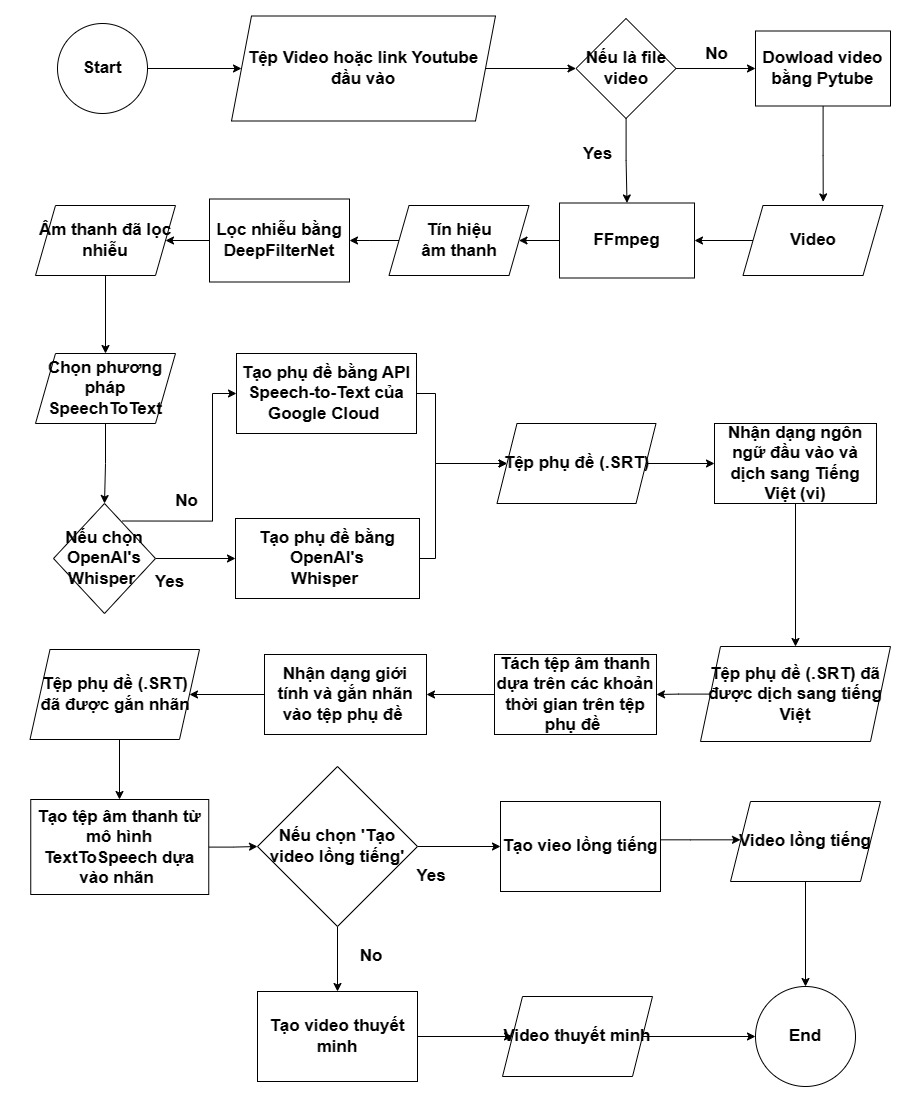 Start
Tệp Video hoặc link Youtube
đầu vào
Nếu là file
video
No
Dowload video
bằng Pytube
Yes
Âm thanh đã lọc
nhiễu
Lọc nhiễu bằng
DeepFilterNet
Tín hiệu
âm thanh
FFmpeg
Video
Chọn phương
pháp
SpeechToText
Tạo phụ đề bằng API
Speech-to-Text của
Google Cloud
Tệp phụ đề (.SRT)
Nhận dạng ngôn
ngữ đầu vào và
dịch sang Tiếng
Việt (vi)
No
Nếu chọn
OpenAI's
Whisper
Yes
Tạo phụ đề bằng
OpenAI's
Whisper
Tệp phụ đề (.SRT)
đã được gắn nhãn
Nhận dạng giới
tính và gắn nhãn
vào tệp phụ đề
Tách tệp âm thanh
dựa trên các khoản
thời gian trên tệp
phụ đề
Tệp phụ đề (.SRT) đã
được dịch sang tiếng
Việt
Tạo tệp âm thanh từ
mô hình
TextToSpeech dựa
vào nhãn
Nếu chọn 'Tạo
video lồng tiếng'
Yes
Tạo vieo lồng tiếng
Video lồng tiếng
No
Tạo video thuyết
minh
Video thuyết minh
End